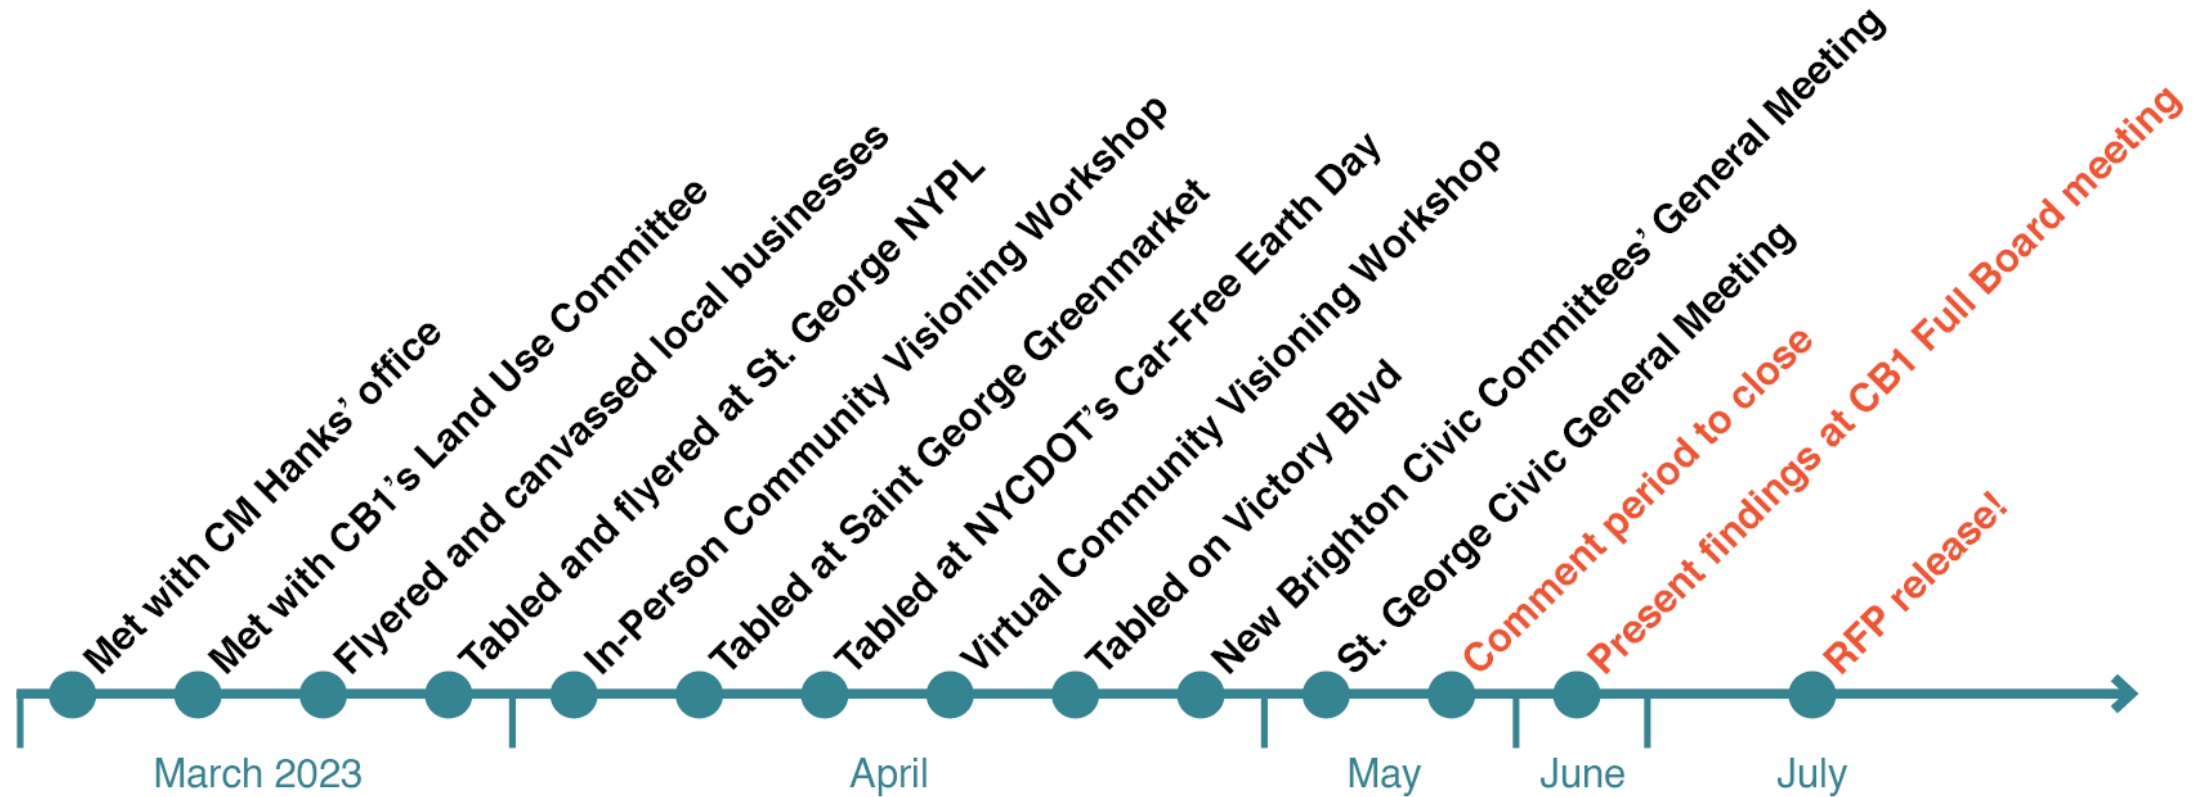 Met with CM Hanks’ office
Met with CB1’s Land Use Committee
Flyered and canvassed local businesses
Tabled and flyered at St. George NYPL
In-Person Community Visioning Workshop
Tabled at Saint George Greenmarket
Tabled at NYCDOT’s Car-Free Earth Day
Virtual Community Visioning Workshop
Tabled on Victory Blvd
New Brighton Civic Committees’ General Meeting
St. George Civic General Meeting
Comment period to close
Present findings at CB1 Full Board meeting
RFP release!
March 2023
April
May
June
July